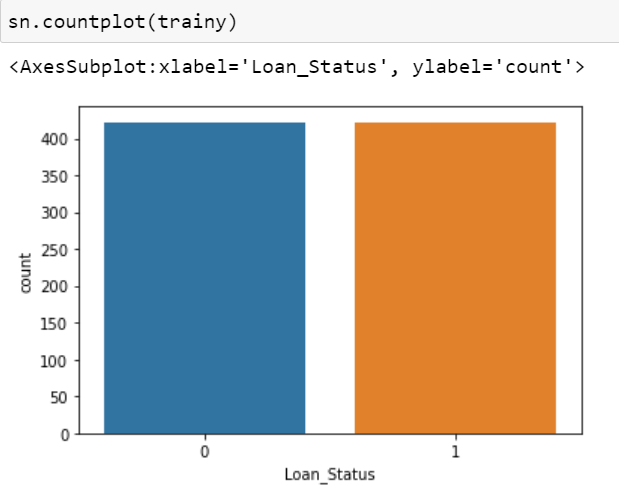 sn.countplot(trainy)
<AxesSubplot:xlabel='Loan_Status', ylabel='count'>
400
350
300
250
200
150
100
50
0
count
0 1
Loan_Status